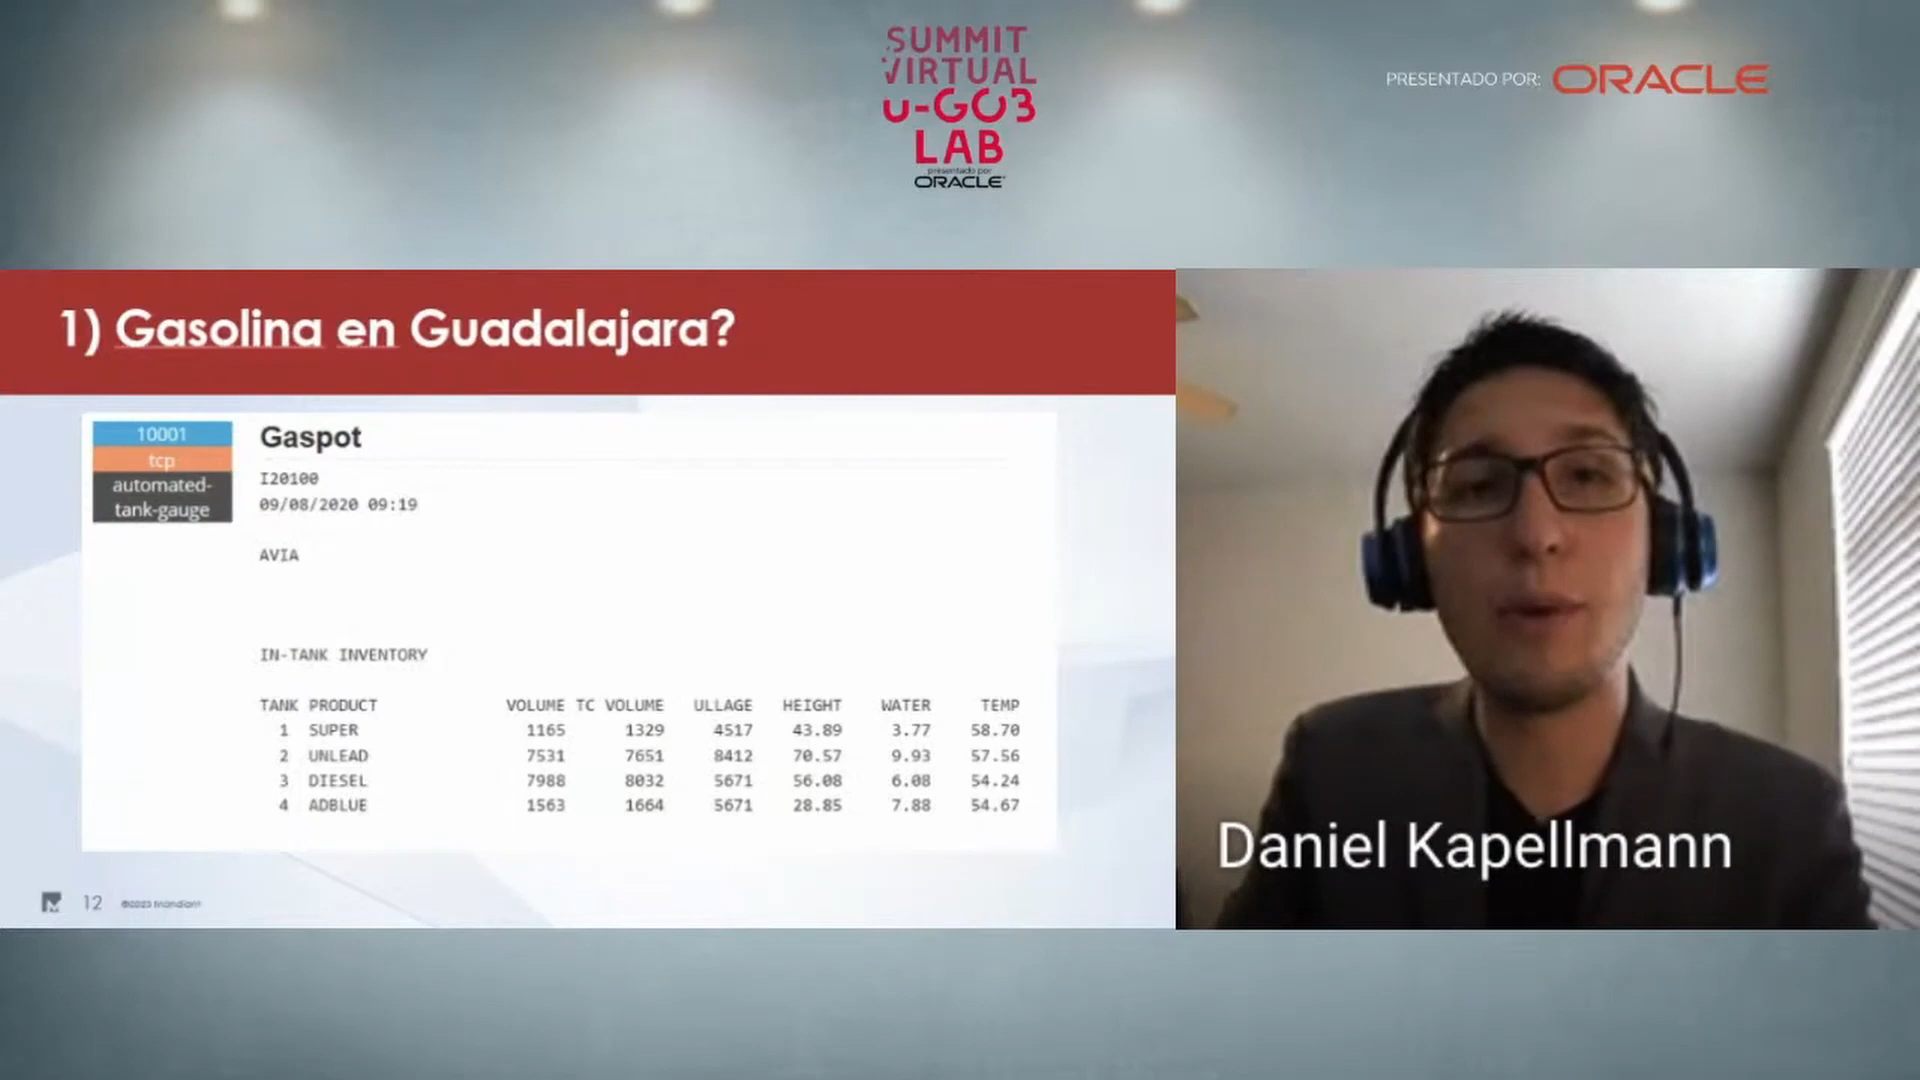 SUMMIT
VIRTUAL
u-GO3
LAB
presentado por
ORACLE
PRESENTADO POR: ORACLE
1) Gasolina en Guadalajara?
10001
tcp
automated-
tank-gauge
Gaspot
I20100
09/08/2020 09:19
AVIA
IN-TANK INVENTORY
TANK PRODUCT VOLUME TC VOLUME ULLAGE HEIGHT WATER TEMP
1 SUPER 1165 1329 4517 43.89 3.77 58.70
2 UNLEAD 7531 7651 8412 70.57 9.93 57.56
3 DIESEL 7988 8032 5671 56.08 6.08 54.24
4 ADBLUE 1563 1664 5671 28.85 7.88 54.67
12 Mandiant
Daniel Kapellmann